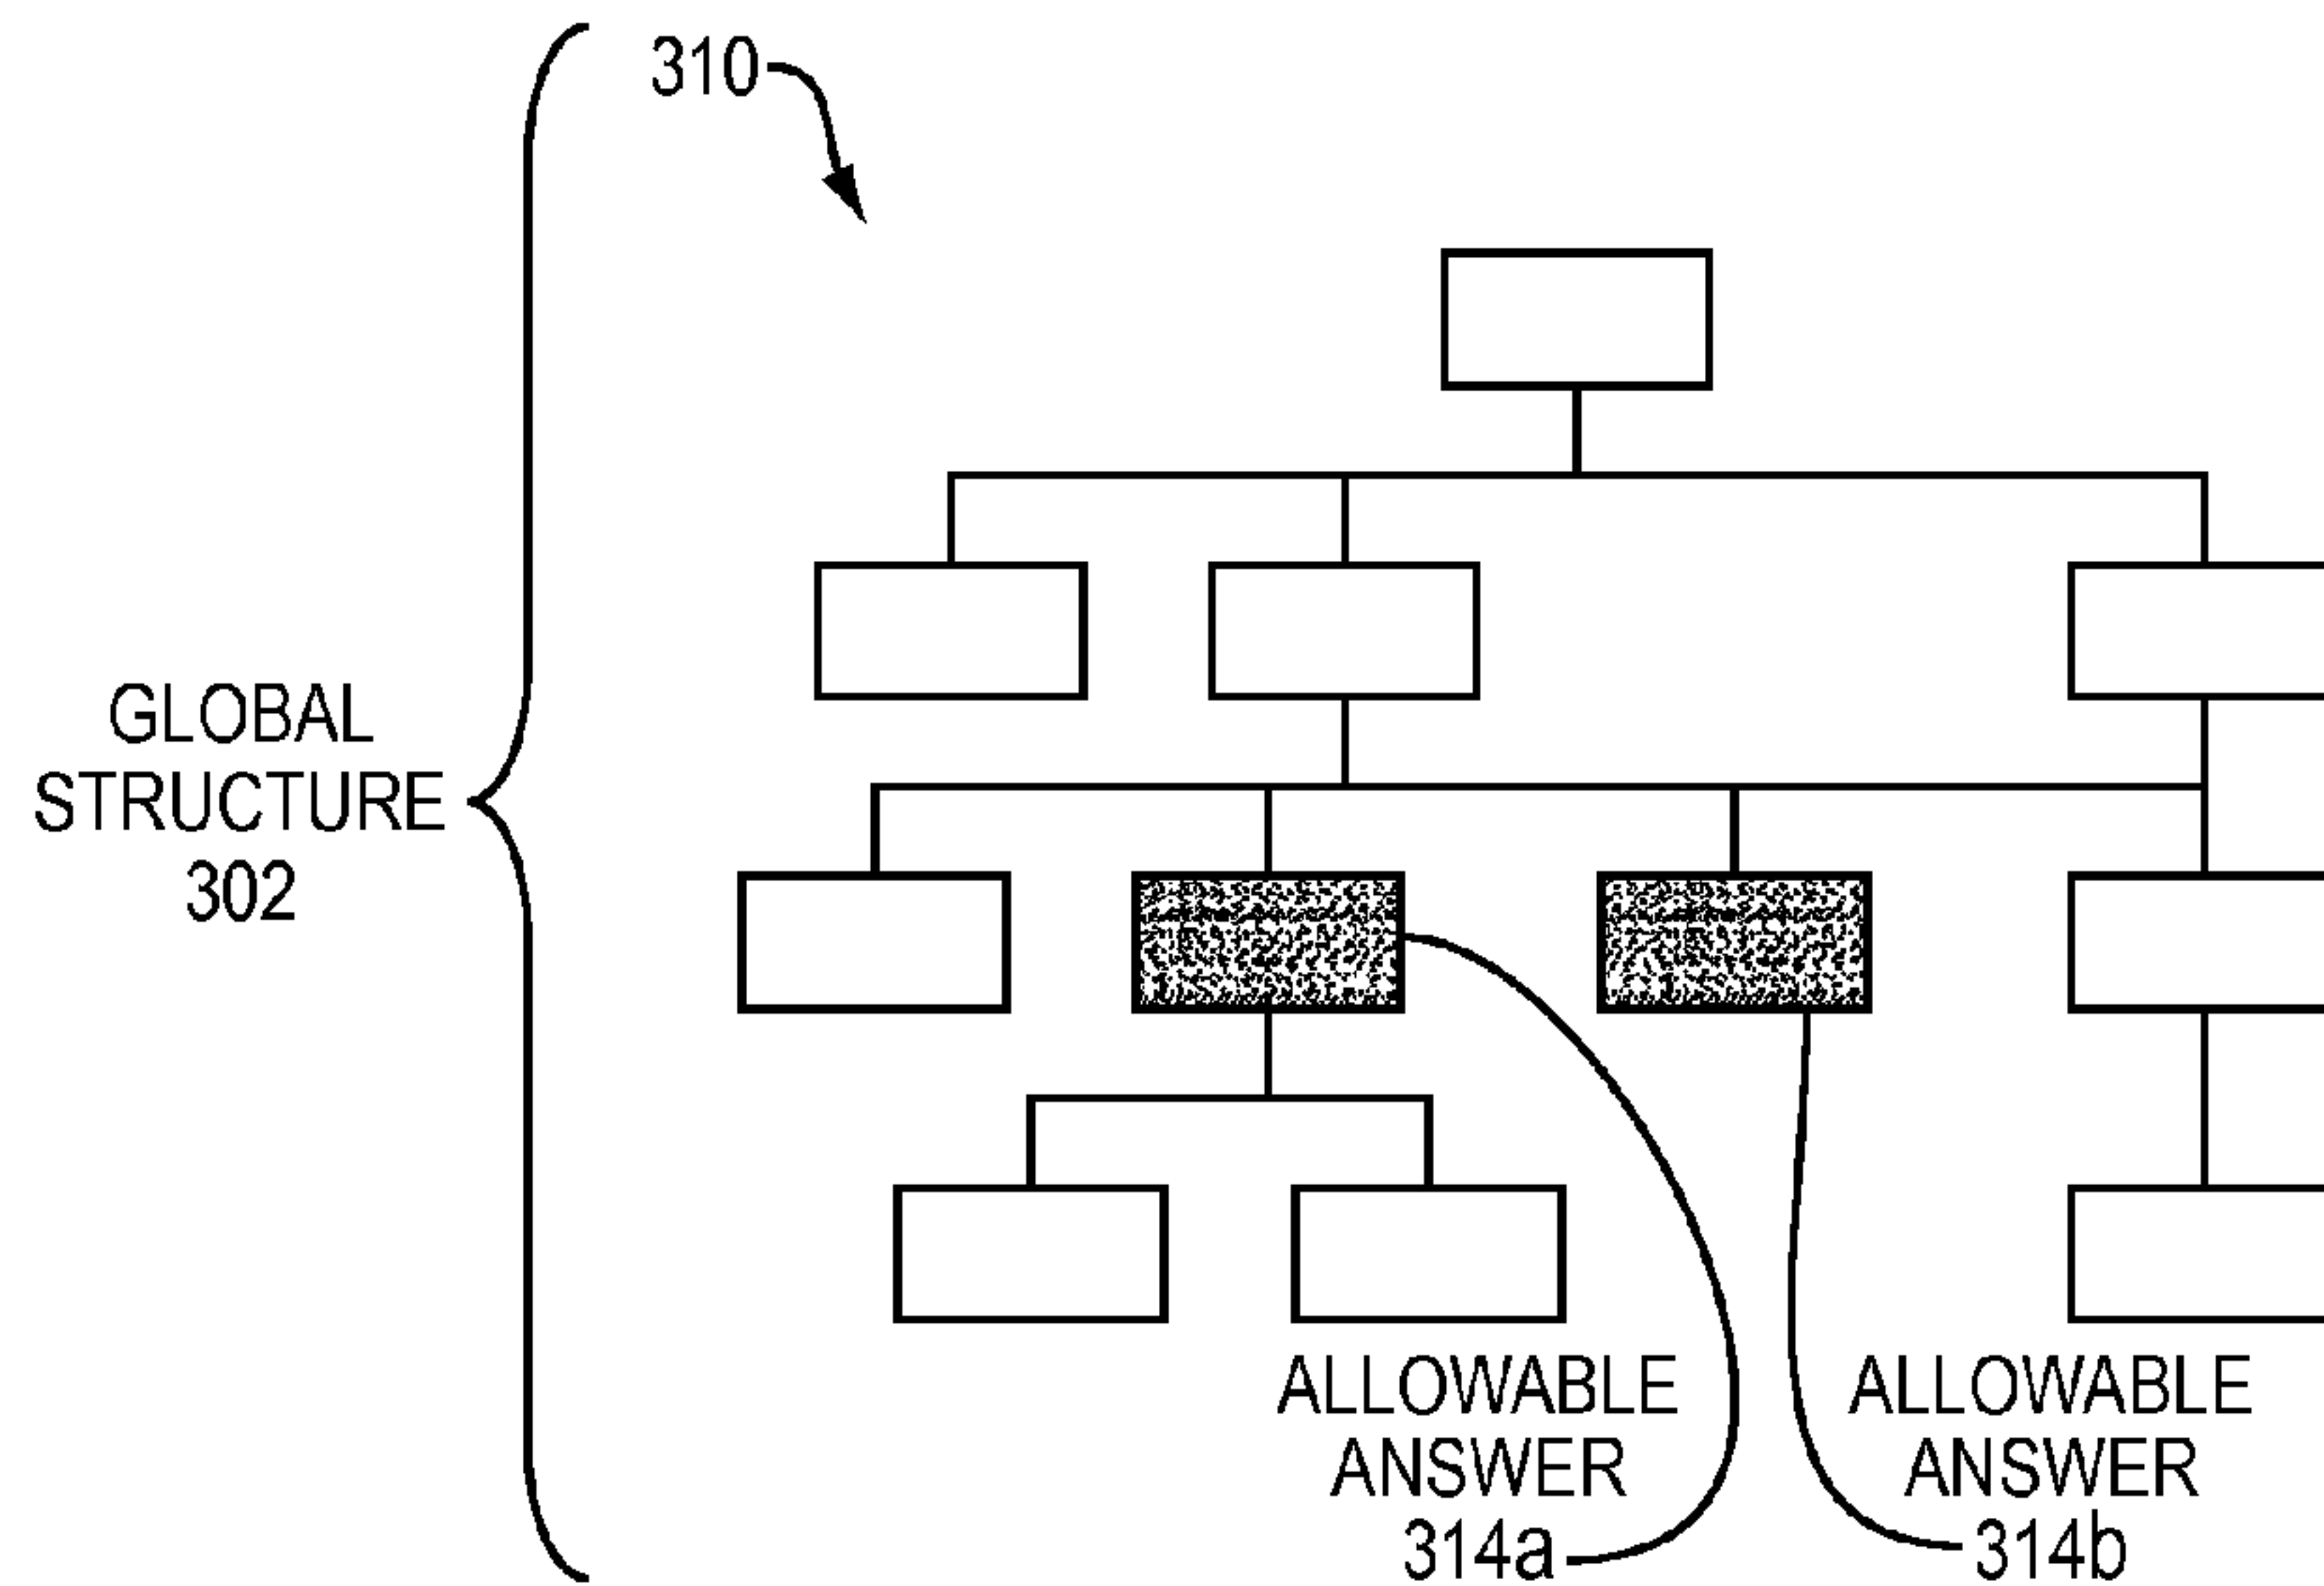 310
GLOBAL
STRUCTURE
302
ALLOWABLE
ANSWER
314a
ALLOWABLE
ANSWER
314b